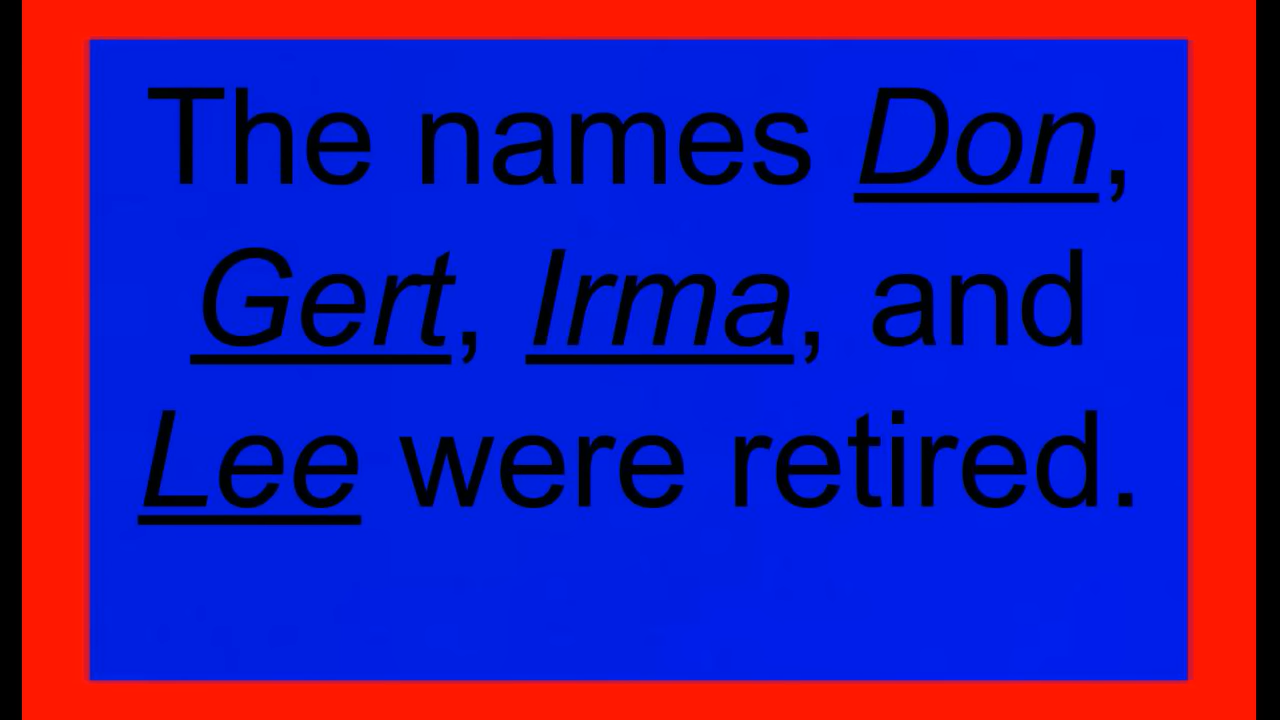 The names Don,
Gert, Irma, and
Lee were retired.